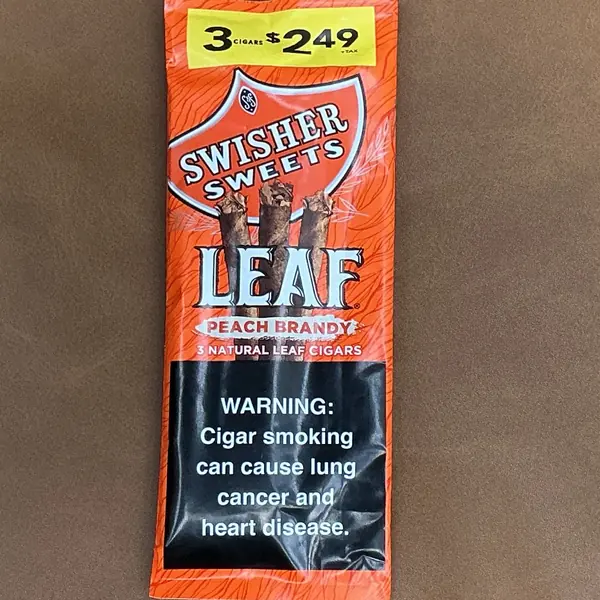 3 CIGARS $2.49
+TAX
S&S
SWISHER
SWEETS
LEAF®
PEACH BRANDY
3 NATURAL LEAF CIGARS
WARNING:
Cigar smoking
can cause lung
cancer and
heart disease.